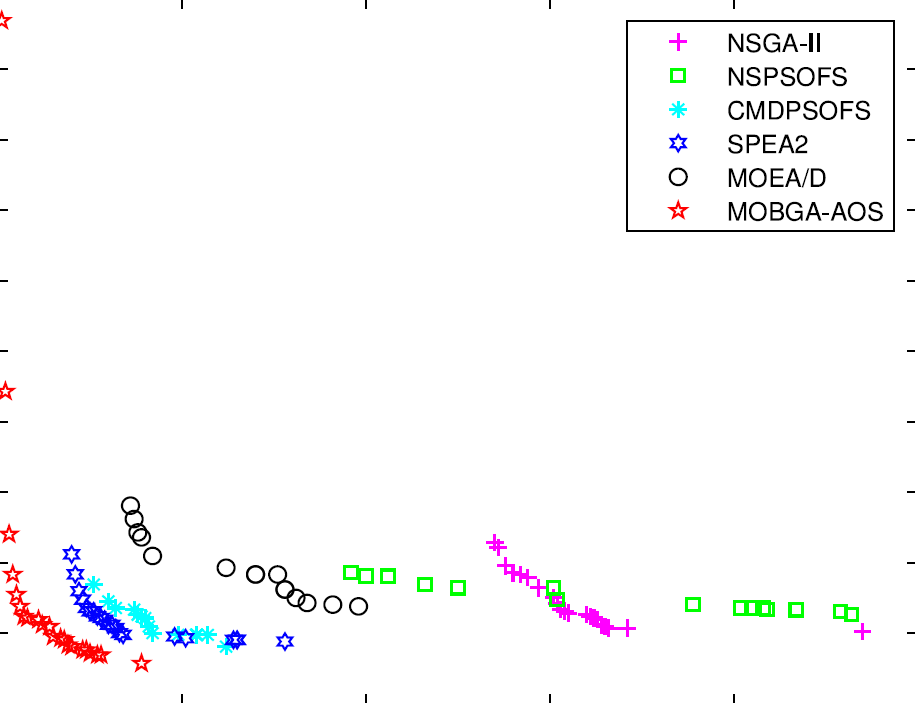 NSGA-II
NSPSOFS
CMDPSOFS
SPEA2
MOEA/D
MOBGA-AOS